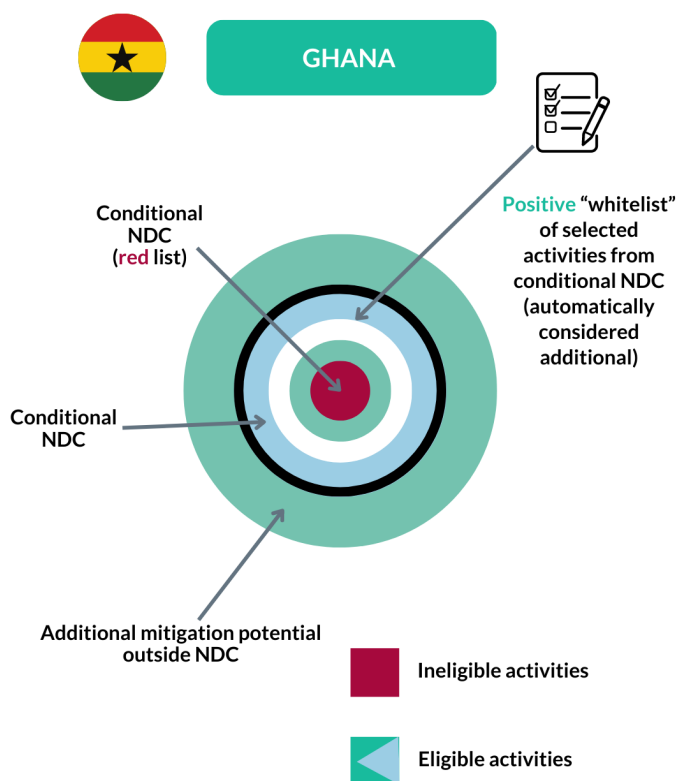 GHANA
Conditional
NDC
(red list)
Positive “whitelist”
of selected
activities from
conditional NDC
(automatically
considered
additional)
Conditional
NDC
Additional mitigation potential
outside NDC
Ineligible activities
Eligible activities